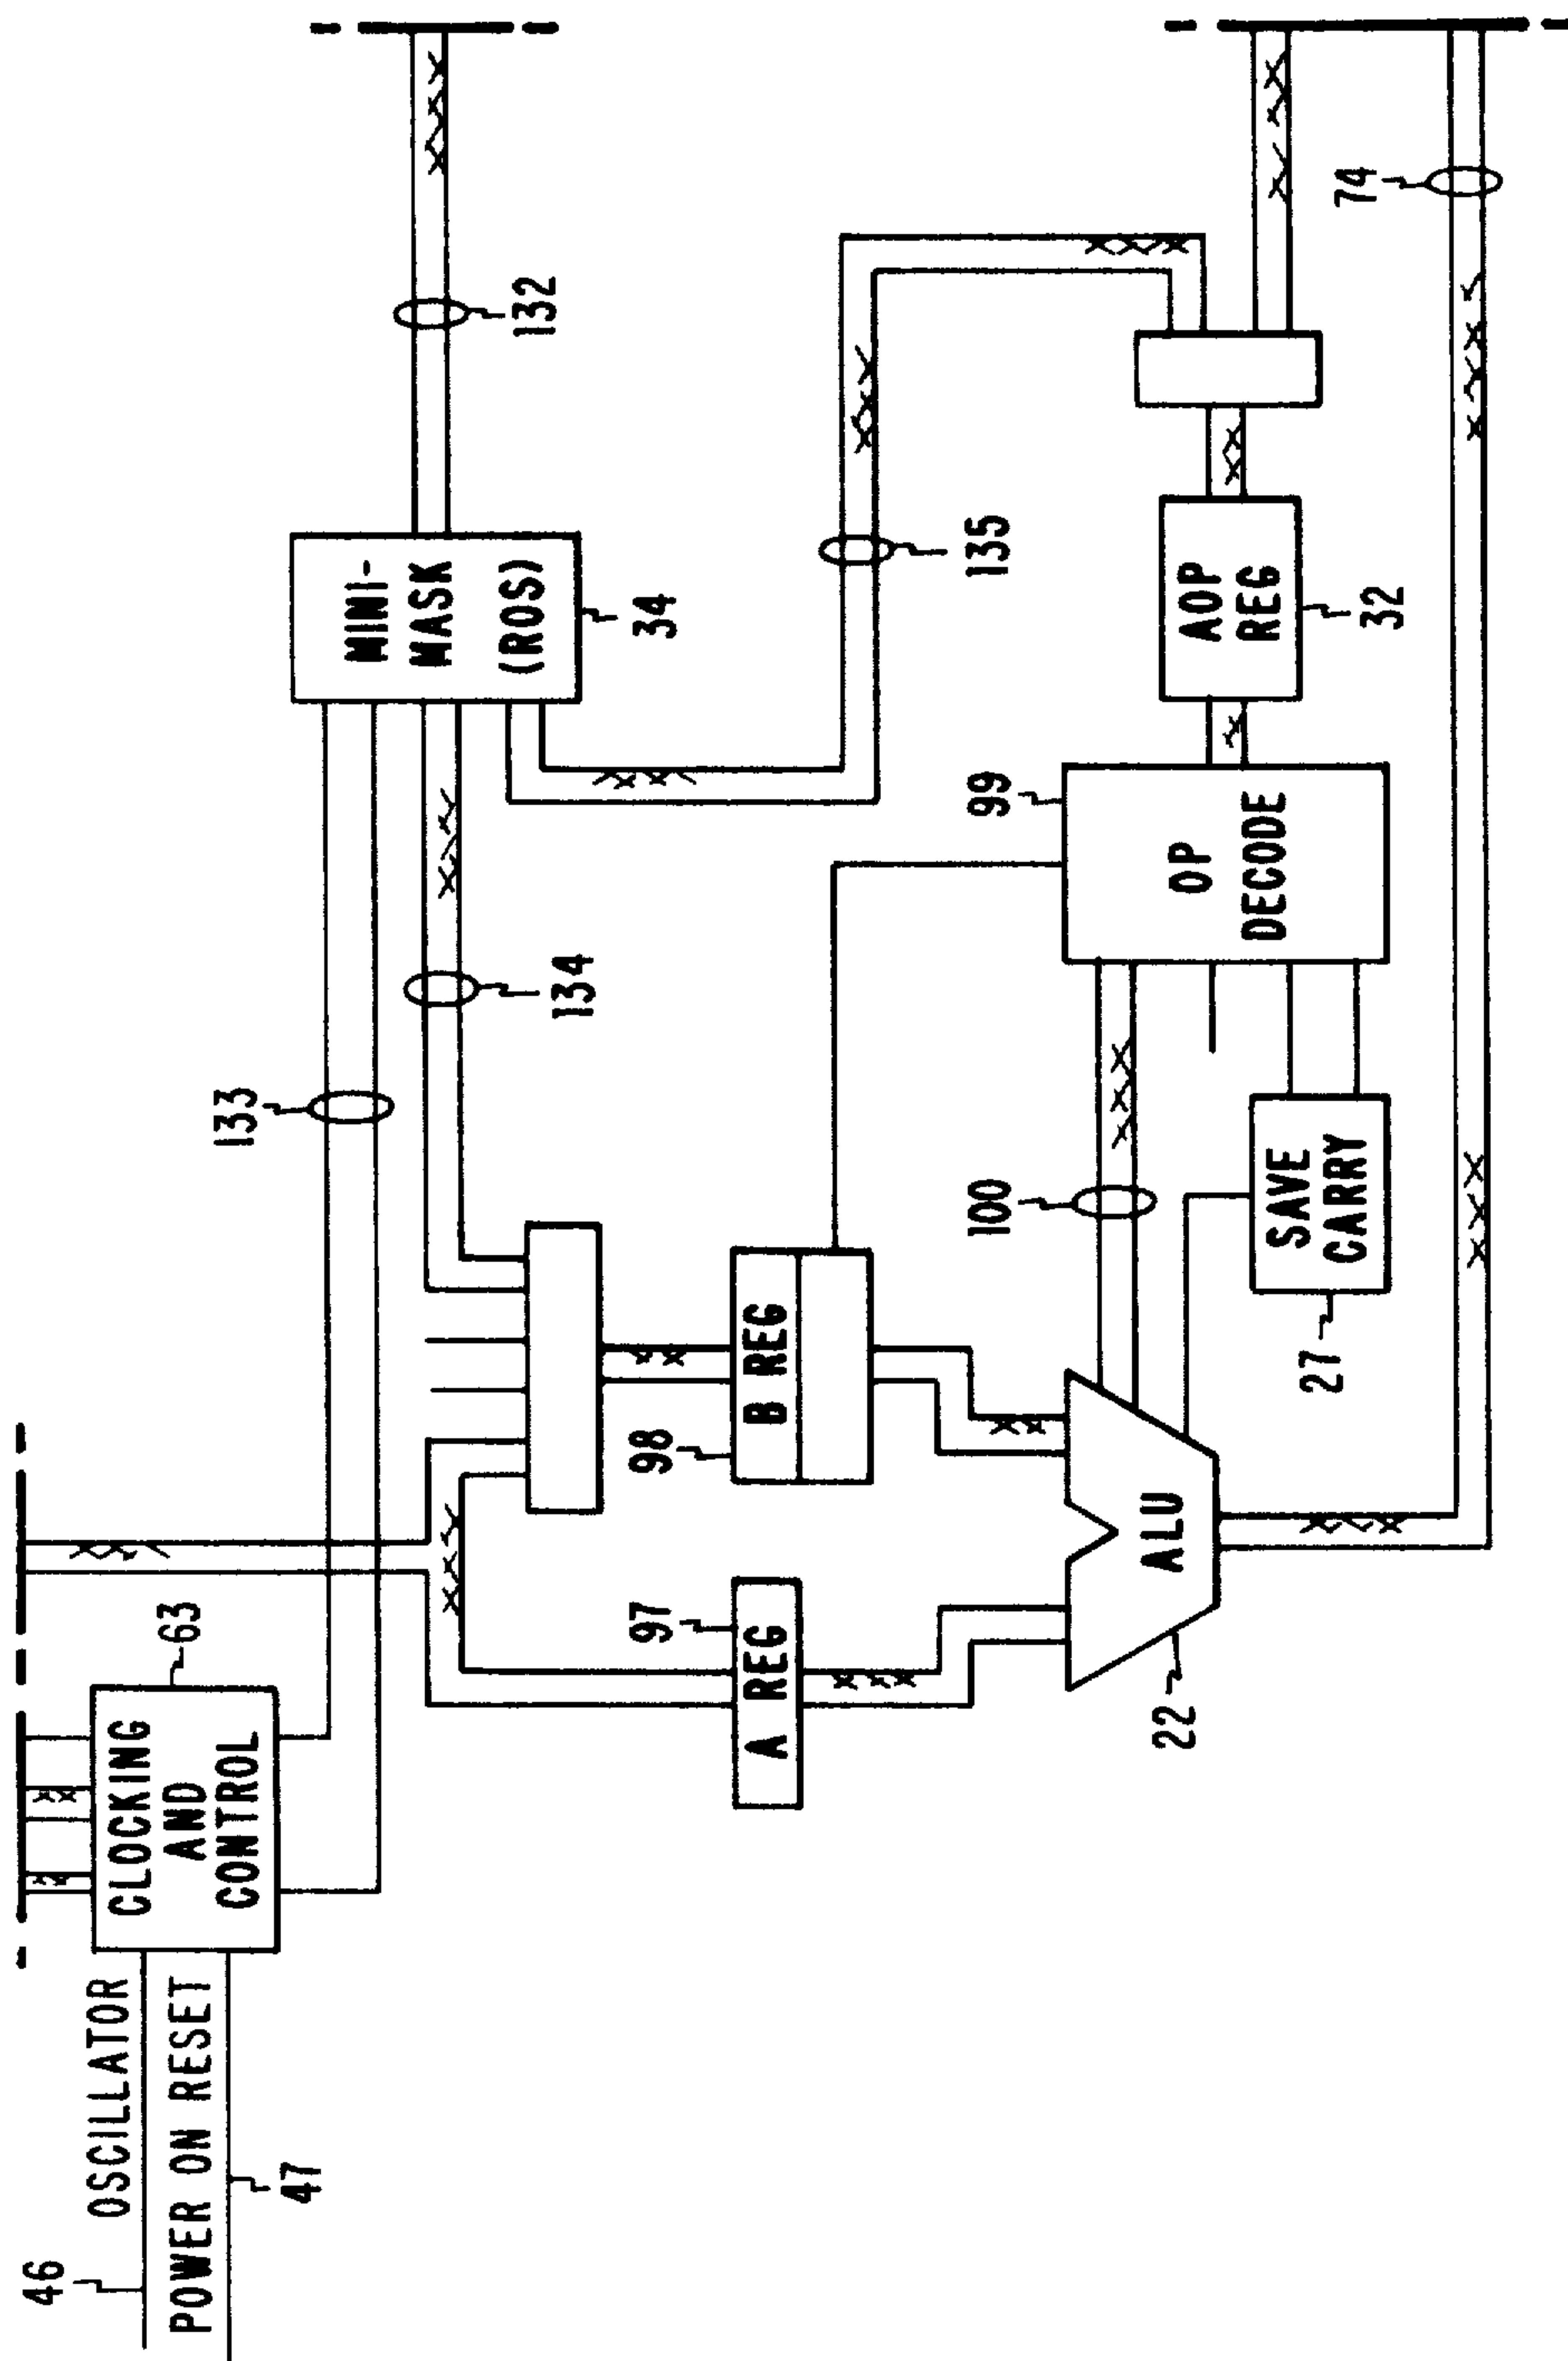 46
OSCILLATOR
POWER ON RESET
47
CLOCKING
AND
CONTROL
63
133
134
MINI-
MASK
(ROS)
34
132
135
A REG
97
B REG
98
ALU
22
100
SAVE
CARRY
27
OP
DECODE
99
AOP
REG
32
74